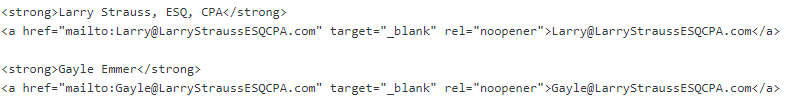 <strong>Larry Strauss, ESQ, CPA</strong>
<a href="mailto:Larry@LarryStraussESQCPA.com" target="_blank" rel="noopener">Larry@LarryStraussESQCPA.com</a>
<strong>Gayle Emmer</strong>
<a href="mailto:Gayle@LarryStraussESQCPA.com" target="_blank" rel="noopener">Gayle@LarryStraussESQCPA.com</a>